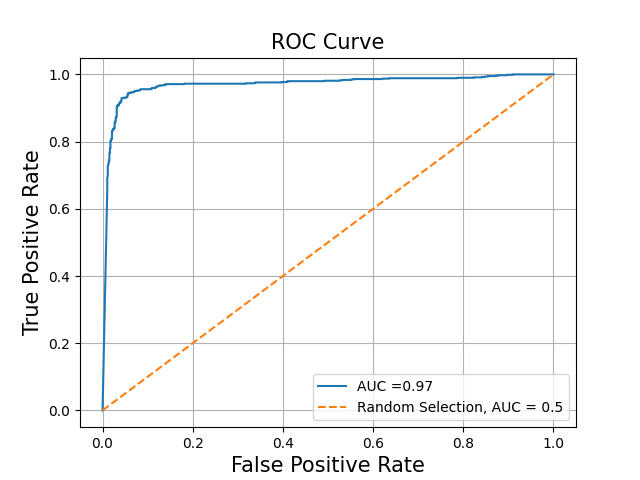 ROC Curve
1.0
0.8
0.6
0.4
0.2
0.0
True Positive Rate
0.0 0.2 0.4 0.6 0.8 1.0
False Positive Rate
AUC =0.97
Random Selection, AUC = 0.5